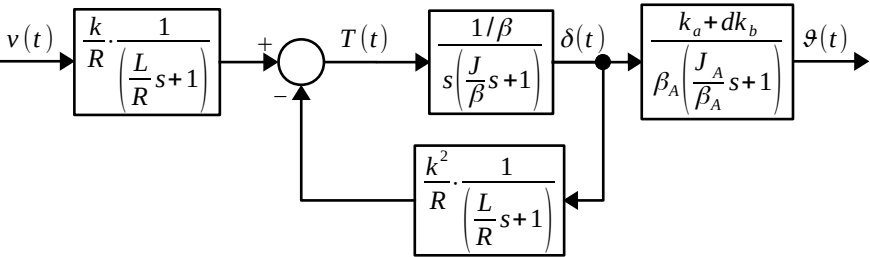 v(t)
k/R · 1/((L/R)s+1)
+
−
T(t)
(1/β)/(s((J/β)s+1))
δ(t)
(k_a+dk_b)/(β_A((J_A/β_A)s+1))
ϑ(t)
k²/R · 1/((L/R)s+1)